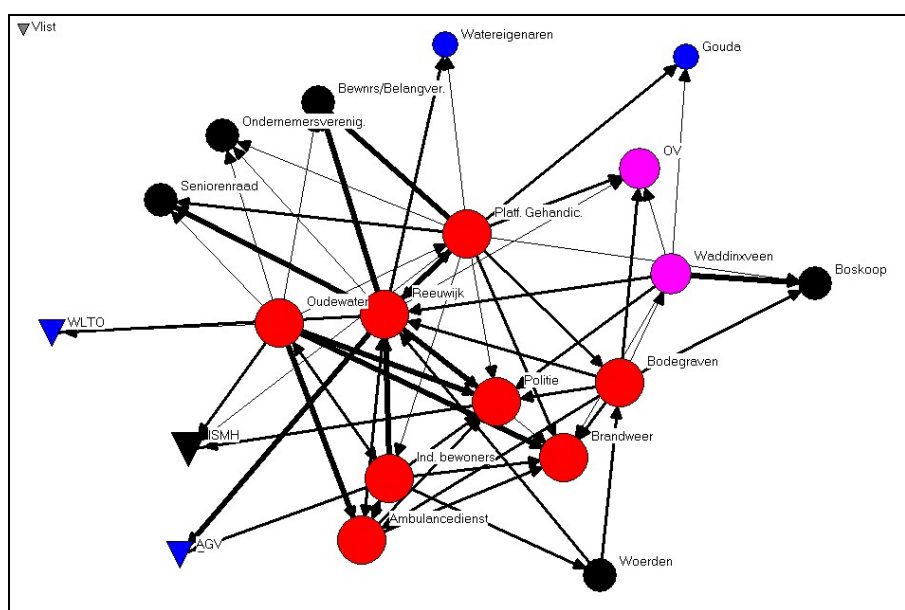 Vlist
Watereigenaren
Gouda
Bewnrs/Belangver.
Ondernemersverenig.
OV
Seniorenraad
Platf. Gehandic.
Waddinxveen
Boskoop
Oudewater
Reeuwijk
WLTO
Bodegraven
Politie
Brandweer
ISMH
Ind. bewoners
Ambulancedienst
AGV
Woerden